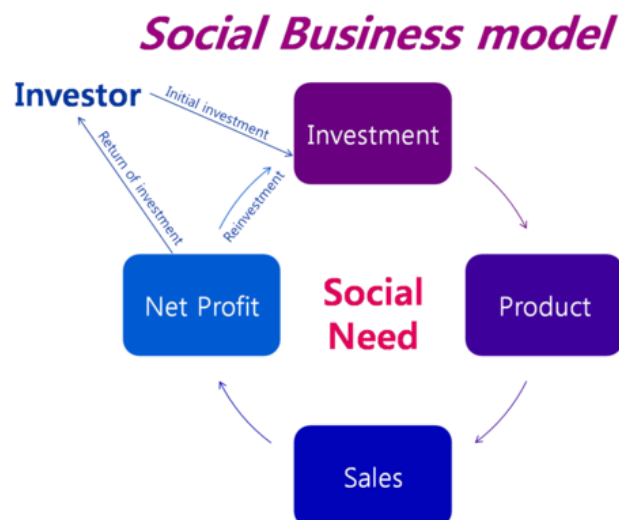 Social Business model
Investor
Initial investment
Investment
Return of investment
Reinvestment
Net Profit
Social
Need
Product
Sales